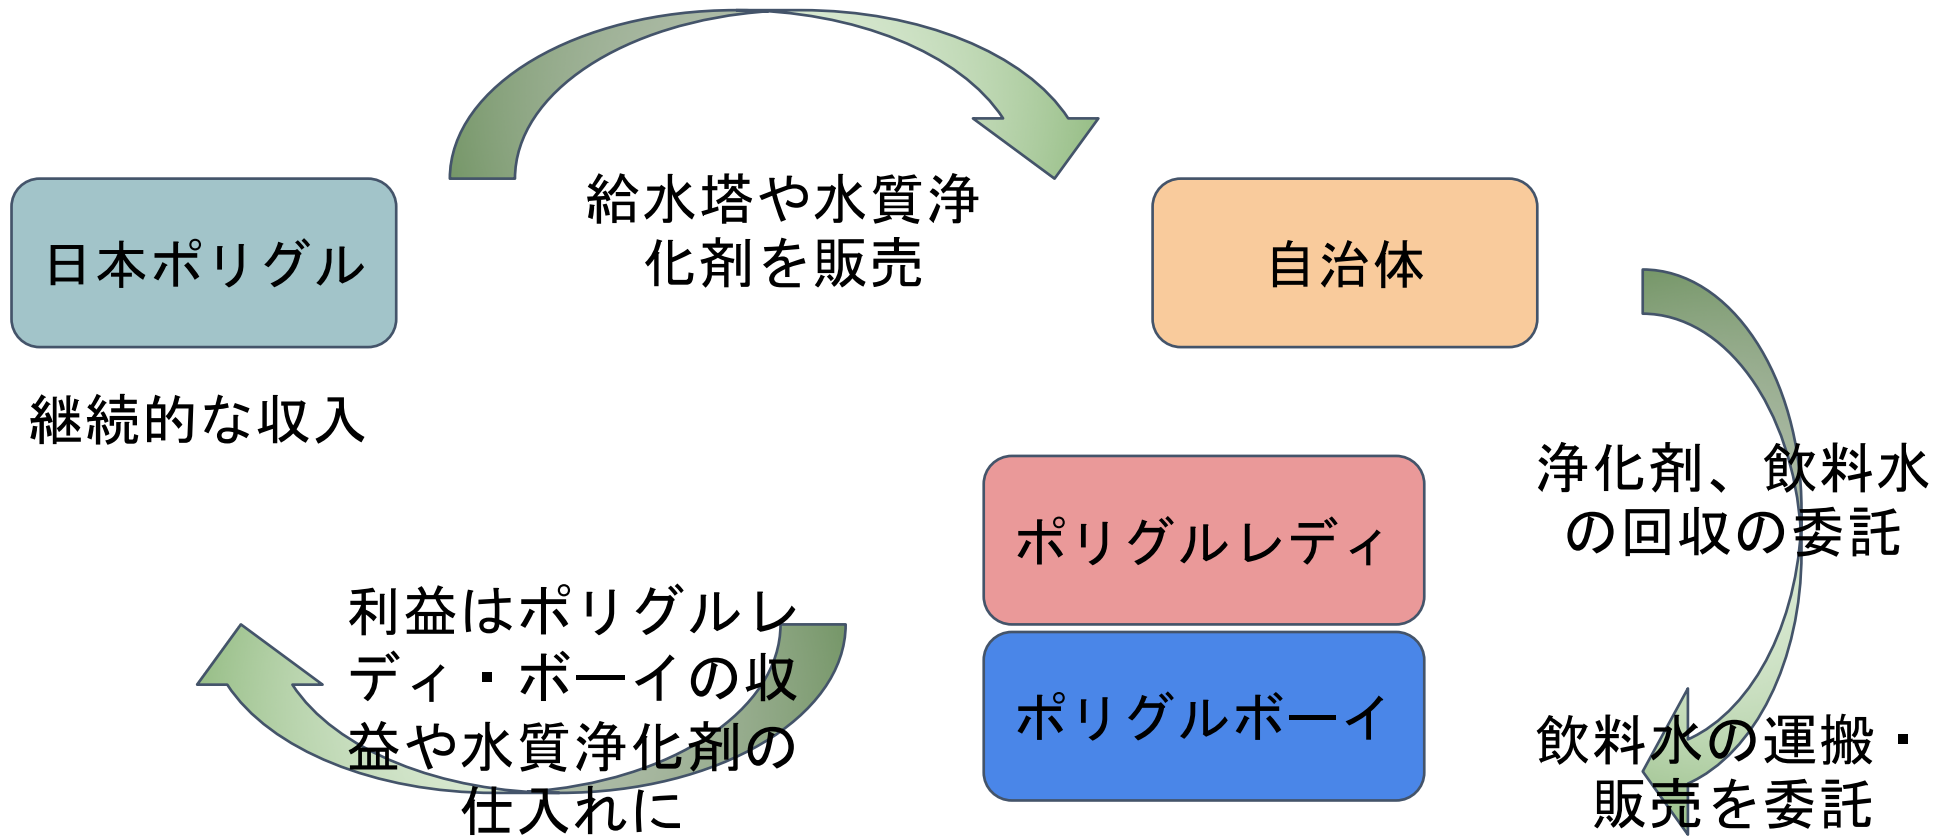 給水塔や水質浄
化剤を販売
日本ポリグル
自治体
継続的な収入
浄化剤、飲料水
の回収の委託
ポリグルレディ
利益はポリグルレ
ディ・ボーイの収
益や水質浄化剤の
仕入れに
ポリグルボーイ
飲料水の運搬・
販売を委託